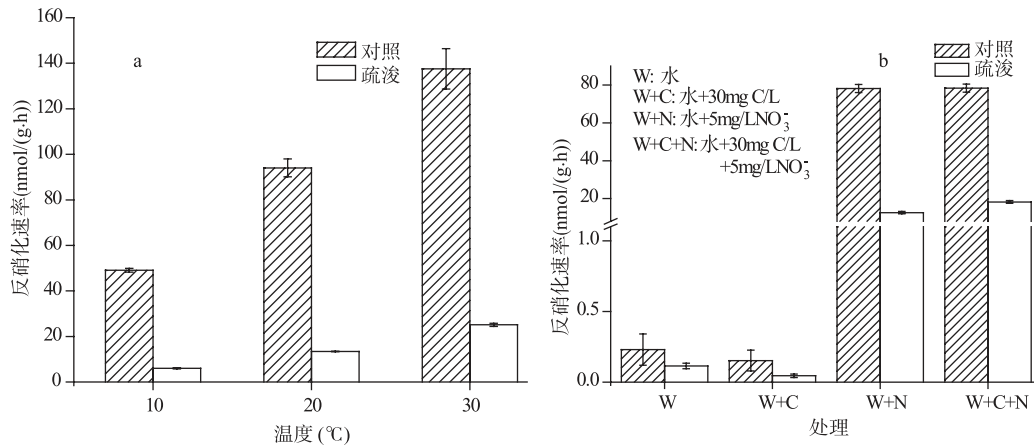 反硝化速率(nmol/(g·h))
160
140
120
100
80
60
40
20
0
a
对照
疏浚
10
20
30
温度(℃)
反硝化速率(nmol/(g·h))
80
60
40
20
1.0
0.5
0.0
b
对照
疏浚
W: 水
W+C: 水+30mg C/L
W+N: 水+5mg/LNO₃⁻
W+C+N: 水+30mg C/L
+5mg/LNO₃⁻
W
W+C
W+N
W+C+N
处理